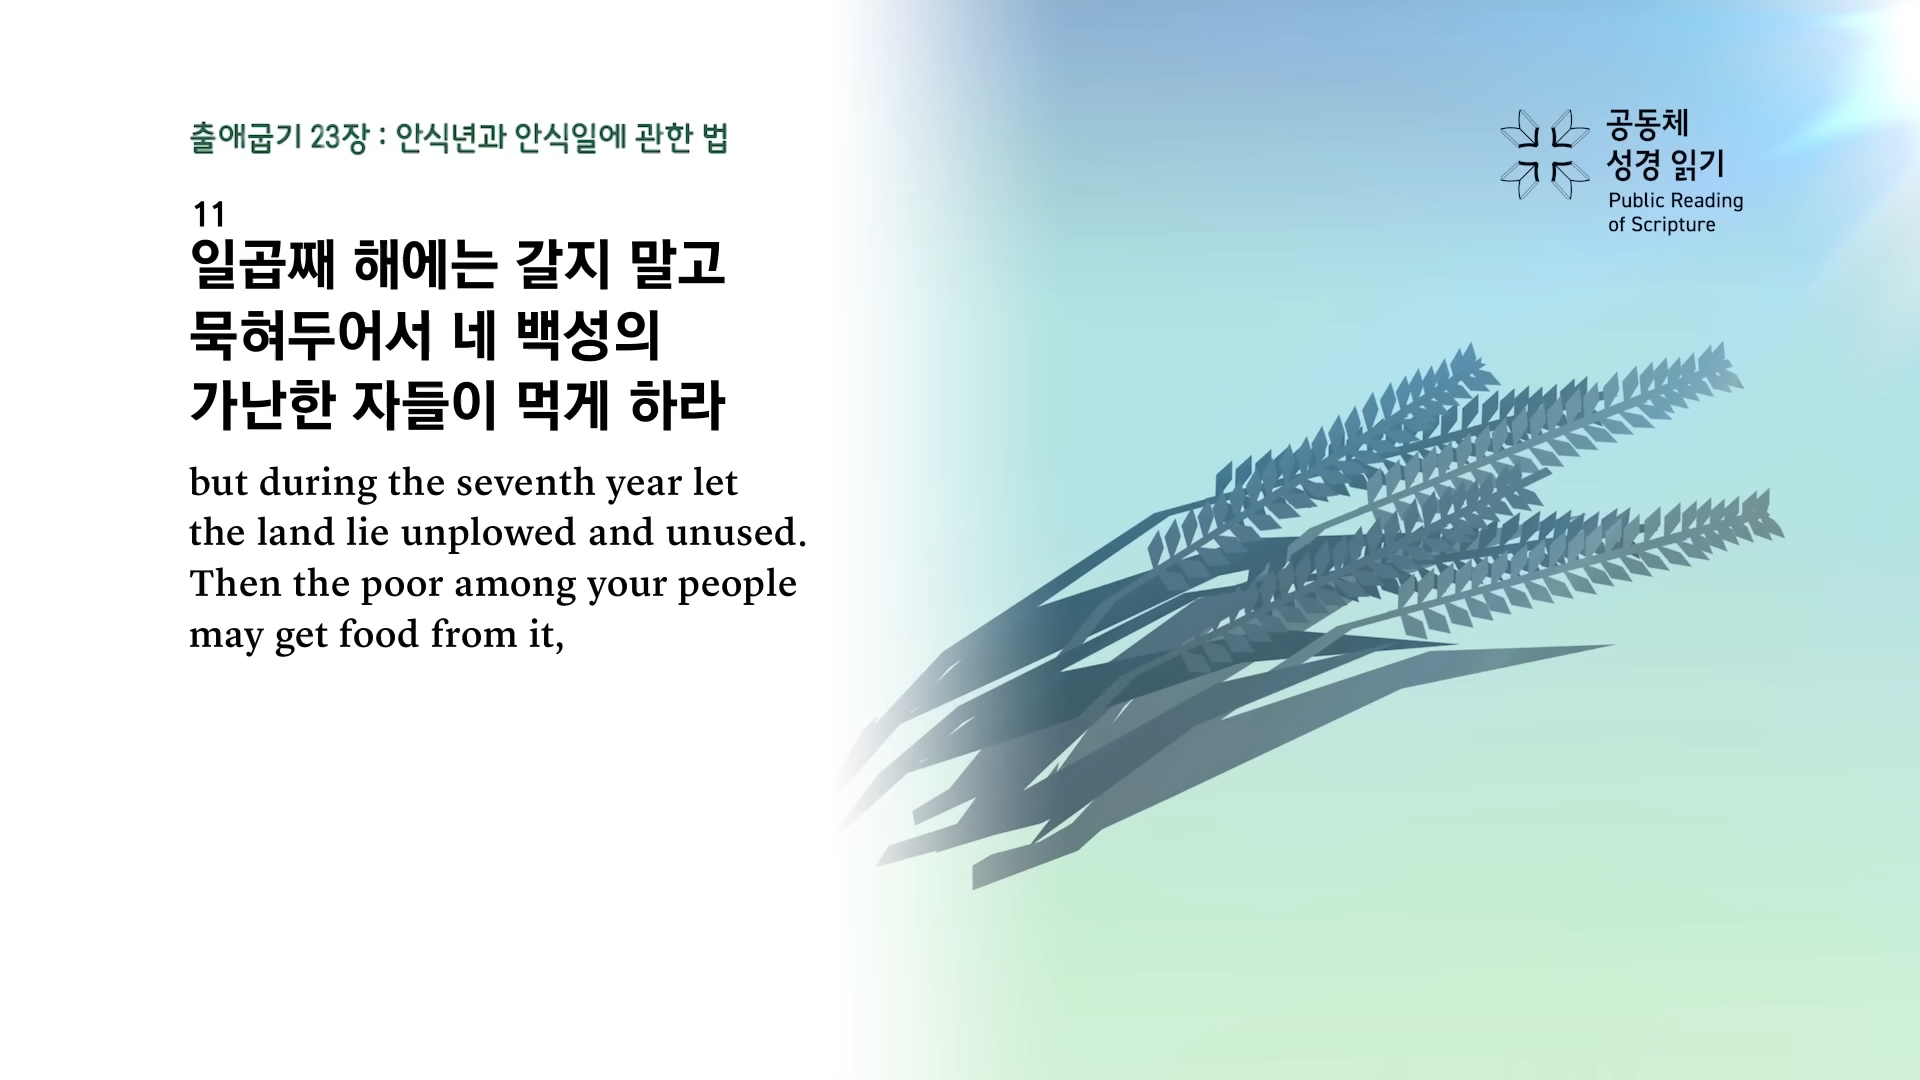 출애굽기 23장 : 안식년과 안식일에 관한 법
11
일곱째 해에는 갈지 말고
묵혀두어서 네 백성의
가난한 자들이 먹게 하라
but during the seventh year let
the land lie unplowed and unused.
Then the poor among your people
may get food from it,
공동체
성경 읽기
Public Reading
of Scripture